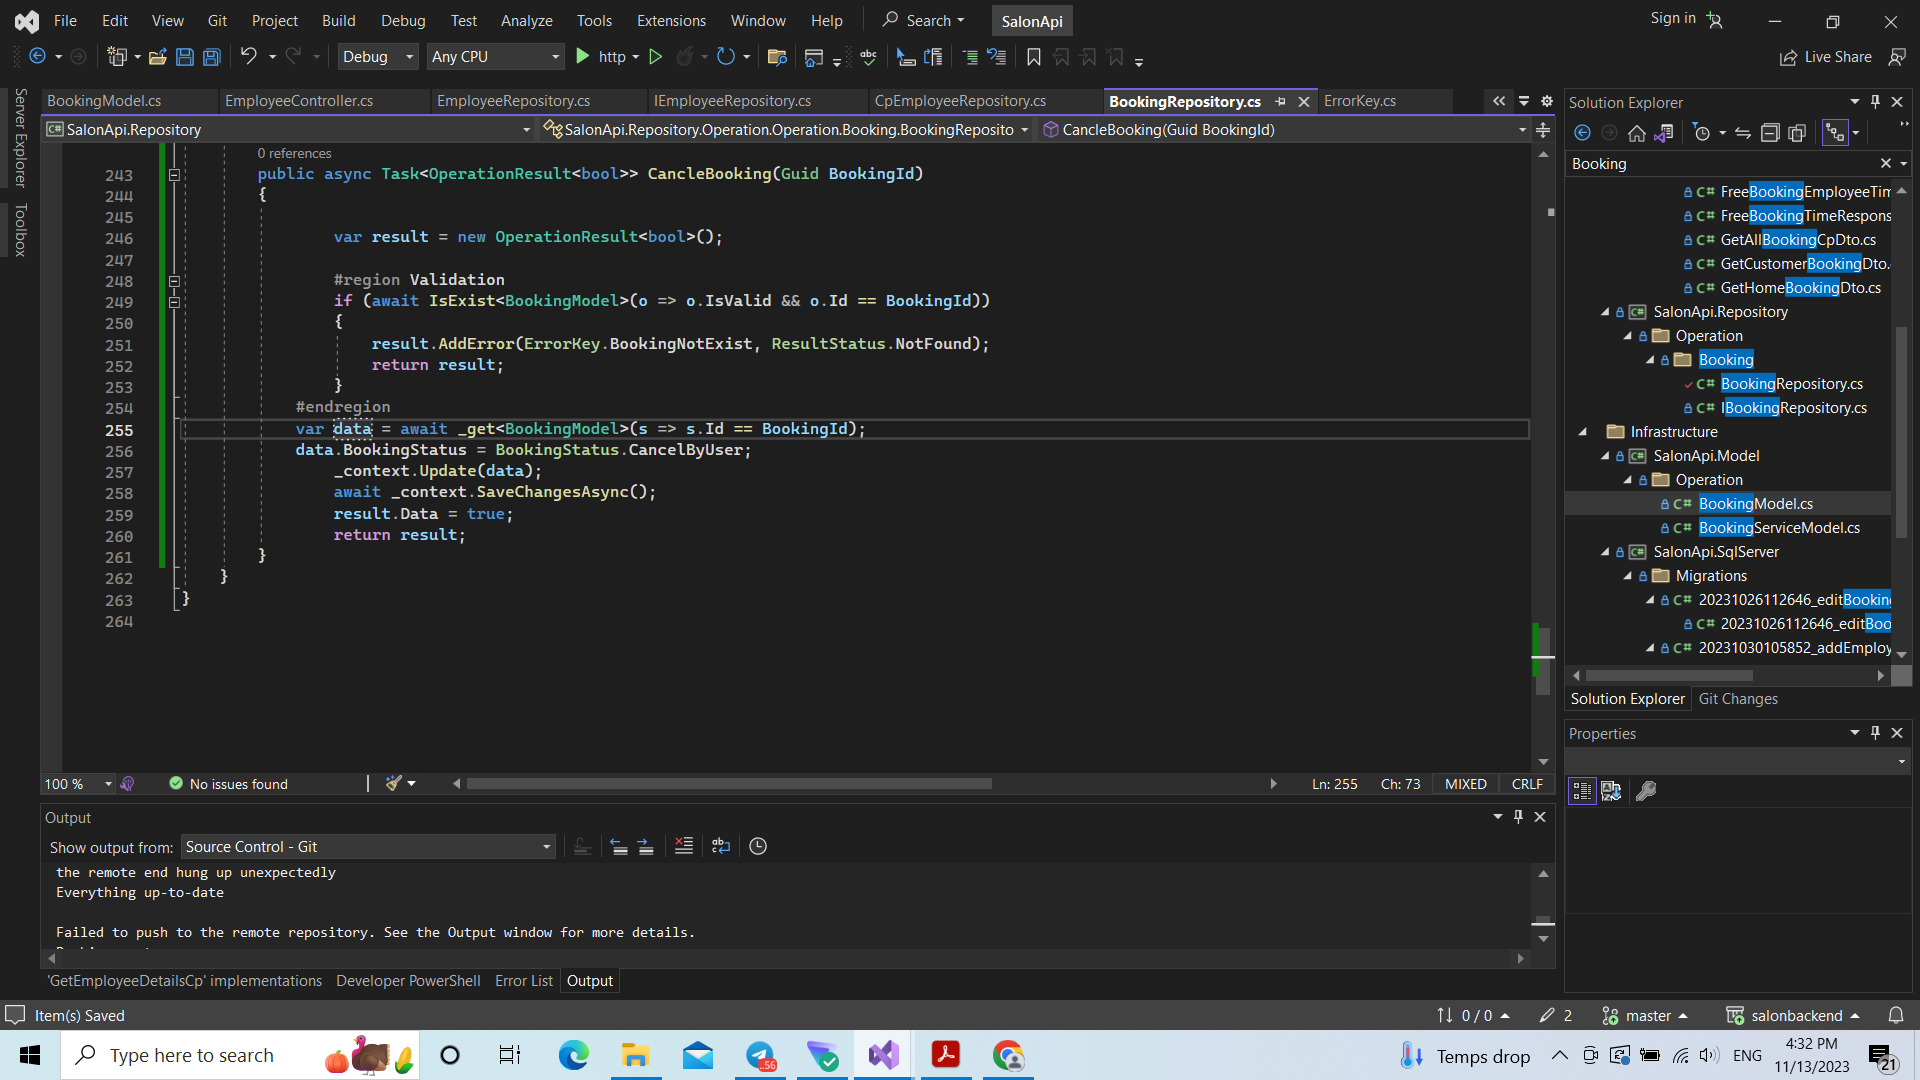 File Edit View Git Project Build Debug Test Analyze Tools Extensions Window Help Search SalonApi Sign in
Debug Any CPU http Live Share
Server Explorer
Toolbox
BookingModel.cs EmployeeController.cs EmployeeRepository.cs IEmployeeRepository.cs CpEmployeeRepository.cs BookingRepository.cs ErrorKey.cs
SalonApi.Repository SalonApi.Repository.Operation.Operation.Booking.BookingReposito CancleBooking(Guid BookingId)
0 references
243 public async Task<OperationResult<bool>> CancleBooking(Guid BookingId)
244 {
245
246 var result = new OperationResult<bool>();
247
248 #region Validation
249 if (await IsExist<BookingModel>(o => o.IsValid && o.Id == BookingId))
250 {
251 result.AddError(ErrorKey.BookingNotExist, ResultStatus.NotFound);
252 return result;
253 }
254 #endregion
255 var data = await _get<BookingModel>(s => s.Id == BookingId);
256 data.BookingStatus = BookingStatus.CancelByUser;
257 _context.Update(data);
258 await _context.SaveChangesAsync();
259 result.Data = true;
260 return result;
261 }
262 }
263 }
264
100 % No issues found Ln: 255 Ch: 73 MIXED CRLF
Output
Show output from: Source Control - Git
the remote end hung up unexpectedly
Everything up-to-date
Failed to push to the remote repository. See the Output window for more details.
'GetEmployeeDetailsCp' implementations Developer PowerShell Error List Output
Solution Explorer
Booking
FreeBookingEmployeeTim
FreeBookingTimeRespons
GetAllBookingCpDto.cs
GetCustomerBookingDto.
GetHomeBookingDto.cs
SalonApi.Repository
Operation
Booking
BookingRepository.cs
IBookingRepository.cs
Infrastructure
SalonApi.Model
Operation
BookingModel.cs
BookingServiceModel.cs
SalonApi.SqlServer
Migrations
20231026112646_editBooking
20231026112646_editBoo
20231030105852_addEmploy
Solution Explorer Git Changes
Properties
Item(s) Saved 0 / 0 2 master salonbackend
Type here to search 56 Temps drop ENG 4:32 PM
11/13/2023 21